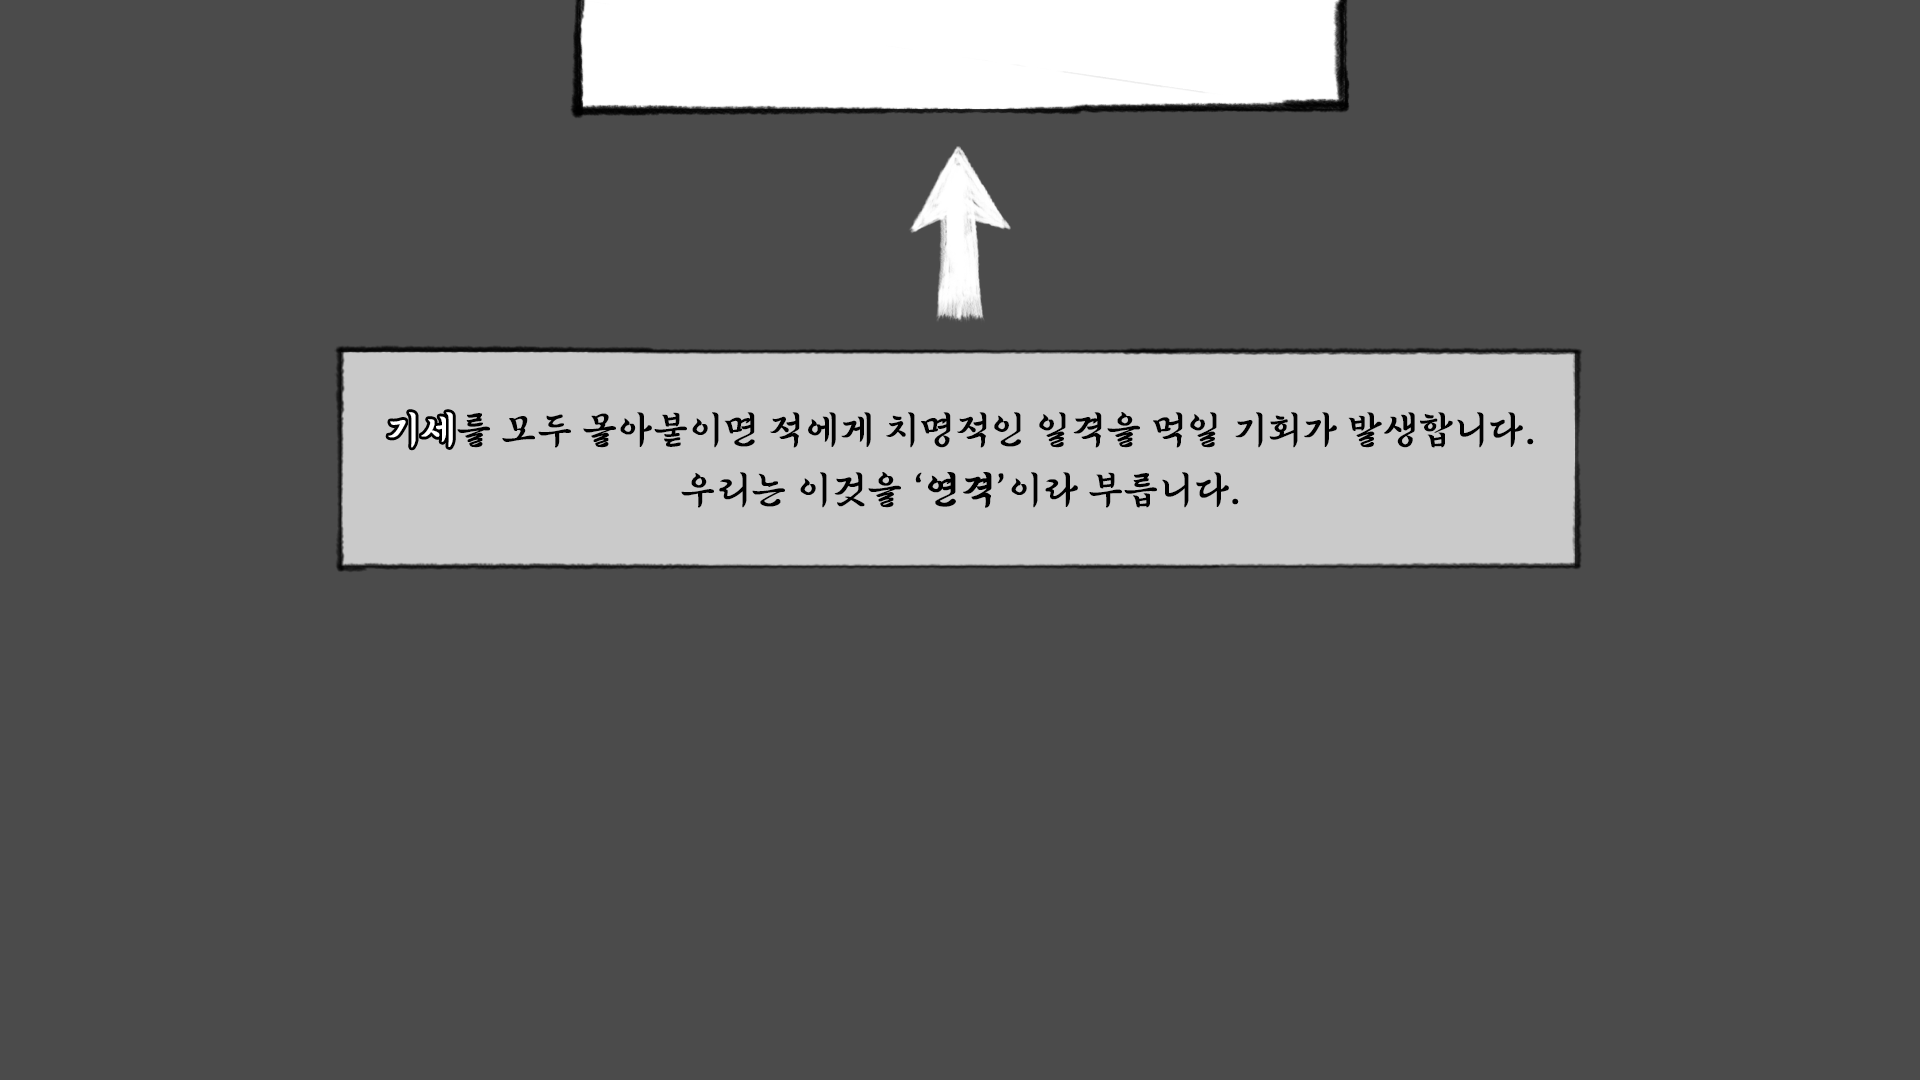 기세를 모두 몰아붙이면 적에게 치명적인 일격을 먹일 기회가 발생합니다.
우리는 이것을 ‘연격’이라 부릅니다.